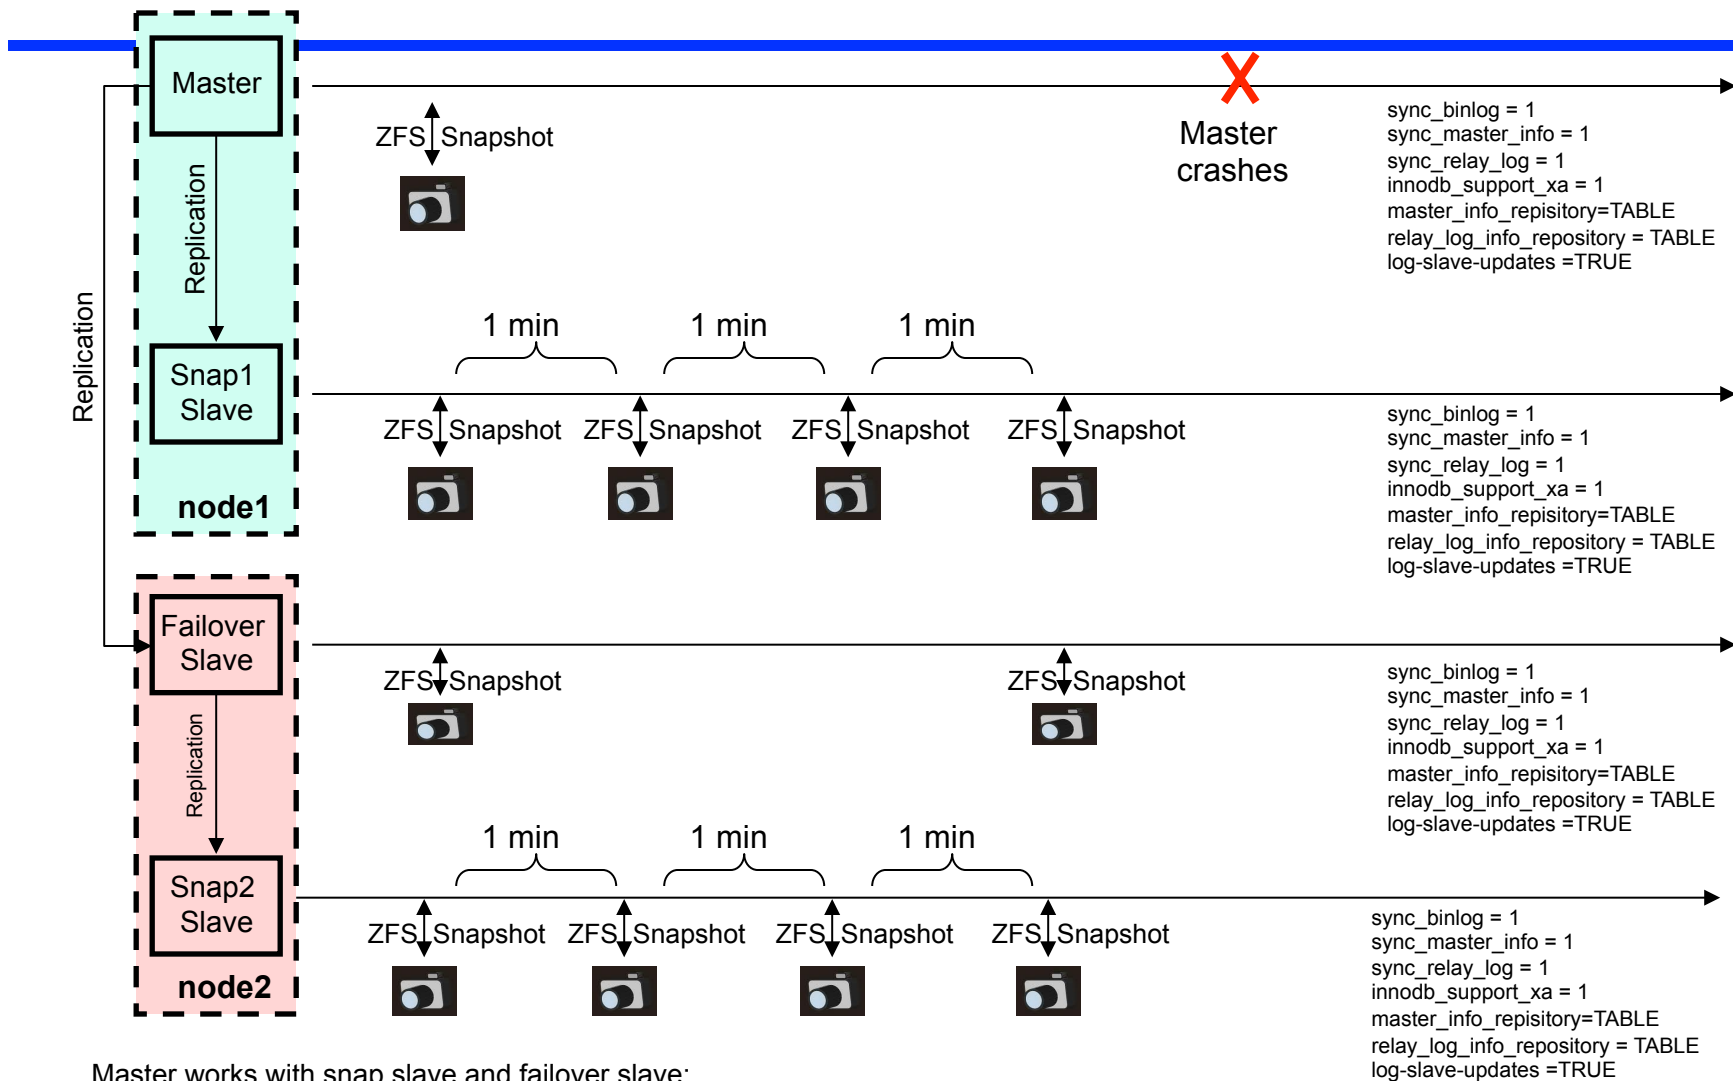 Master
ZFS Snapshot
Master
crashes
sync_binlog = 1
sync_master_info = 1
sync_relay_log = 1
innodb_support_xa = 1
master_info_repisitory=TABLE
relay_log_info_repository = TABLE
log-slave-updates =TRUE
Replication
Replication
1 min
1 min
1 min
Snap1
Slave
ZFS Snapshot
ZFS Snapshot
ZFS Snapshot
ZFS Snapshot
sync_binlog = 1
sync_master_info = 1
sync_relay_log = 1
innodb_support_xa = 1
master_info_repisitory=TABLE
relay_log_info_repository = TABLE
log-slave-updates =TRUE
node1
Failover
Slave
ZFS Snapshot
ZFS Snapshot
sync_binlog = 1
sync_master_info = 1
sync_relay_log = 1
innodb_support_xa = 1
master_info_repisitory=TABLE
relay_log_info_repository = TABLE
log-slave-updates =TRUE
Replication
1 min
1 min
1 min
Snap2
Slave
ZFS Snapshot
ZFS Snapshot
ZFS Snapshot
ZFS Snapshot
sync_binlog = 1
sync_master_info = 1
sync_relay_log = 1
innodb_support_xa = 1
master_info_repisitory=TABLE
relay_log_info_repository = TABLE
log-slave-updates =TRUE
node2
Master works with snap slave and failover slave: